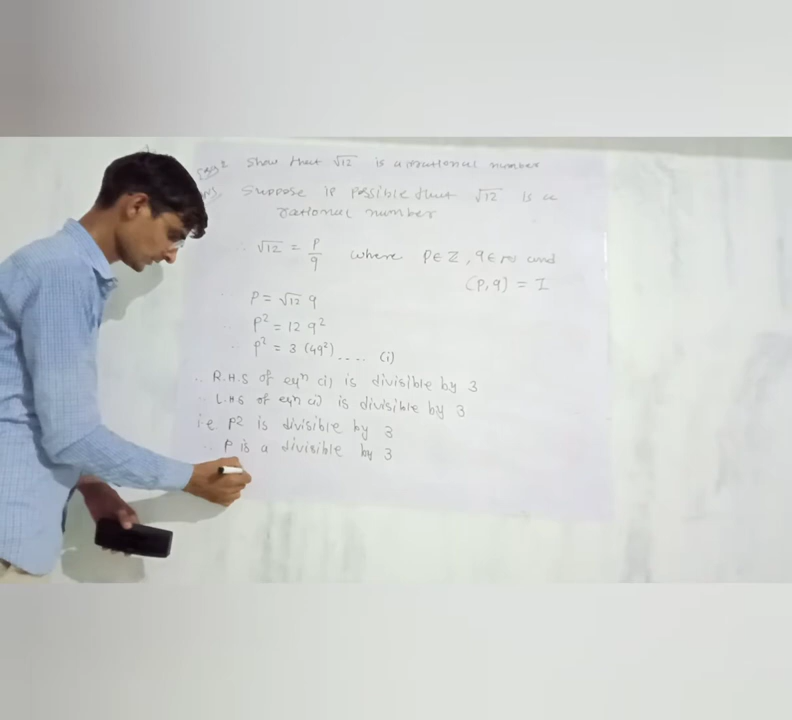 Show that √12 is a irrational number
Suppose is possible that √12 is a
rational number
∴ √12 = p/q where p∈Z, q∈N and
(p,q) = 1
∴ p = √12 q
∴ p² = 12 q²
∴ p² = 3 (4q²) .... (i)
∴ R.H.S of eqⁿ (i) is divisible by 3
∴ L.H.S of eqⁿ (i) is divisible by 3
i.e p2 is divisible by 3
∴ p is a divisible by 3